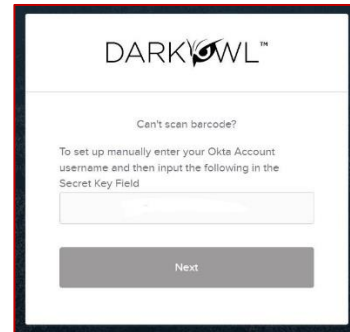 DARKOWL™
Can't scan barcode?
To set up manually enter your Okta Account
username and then input the following in the
Secret Key Field
Next